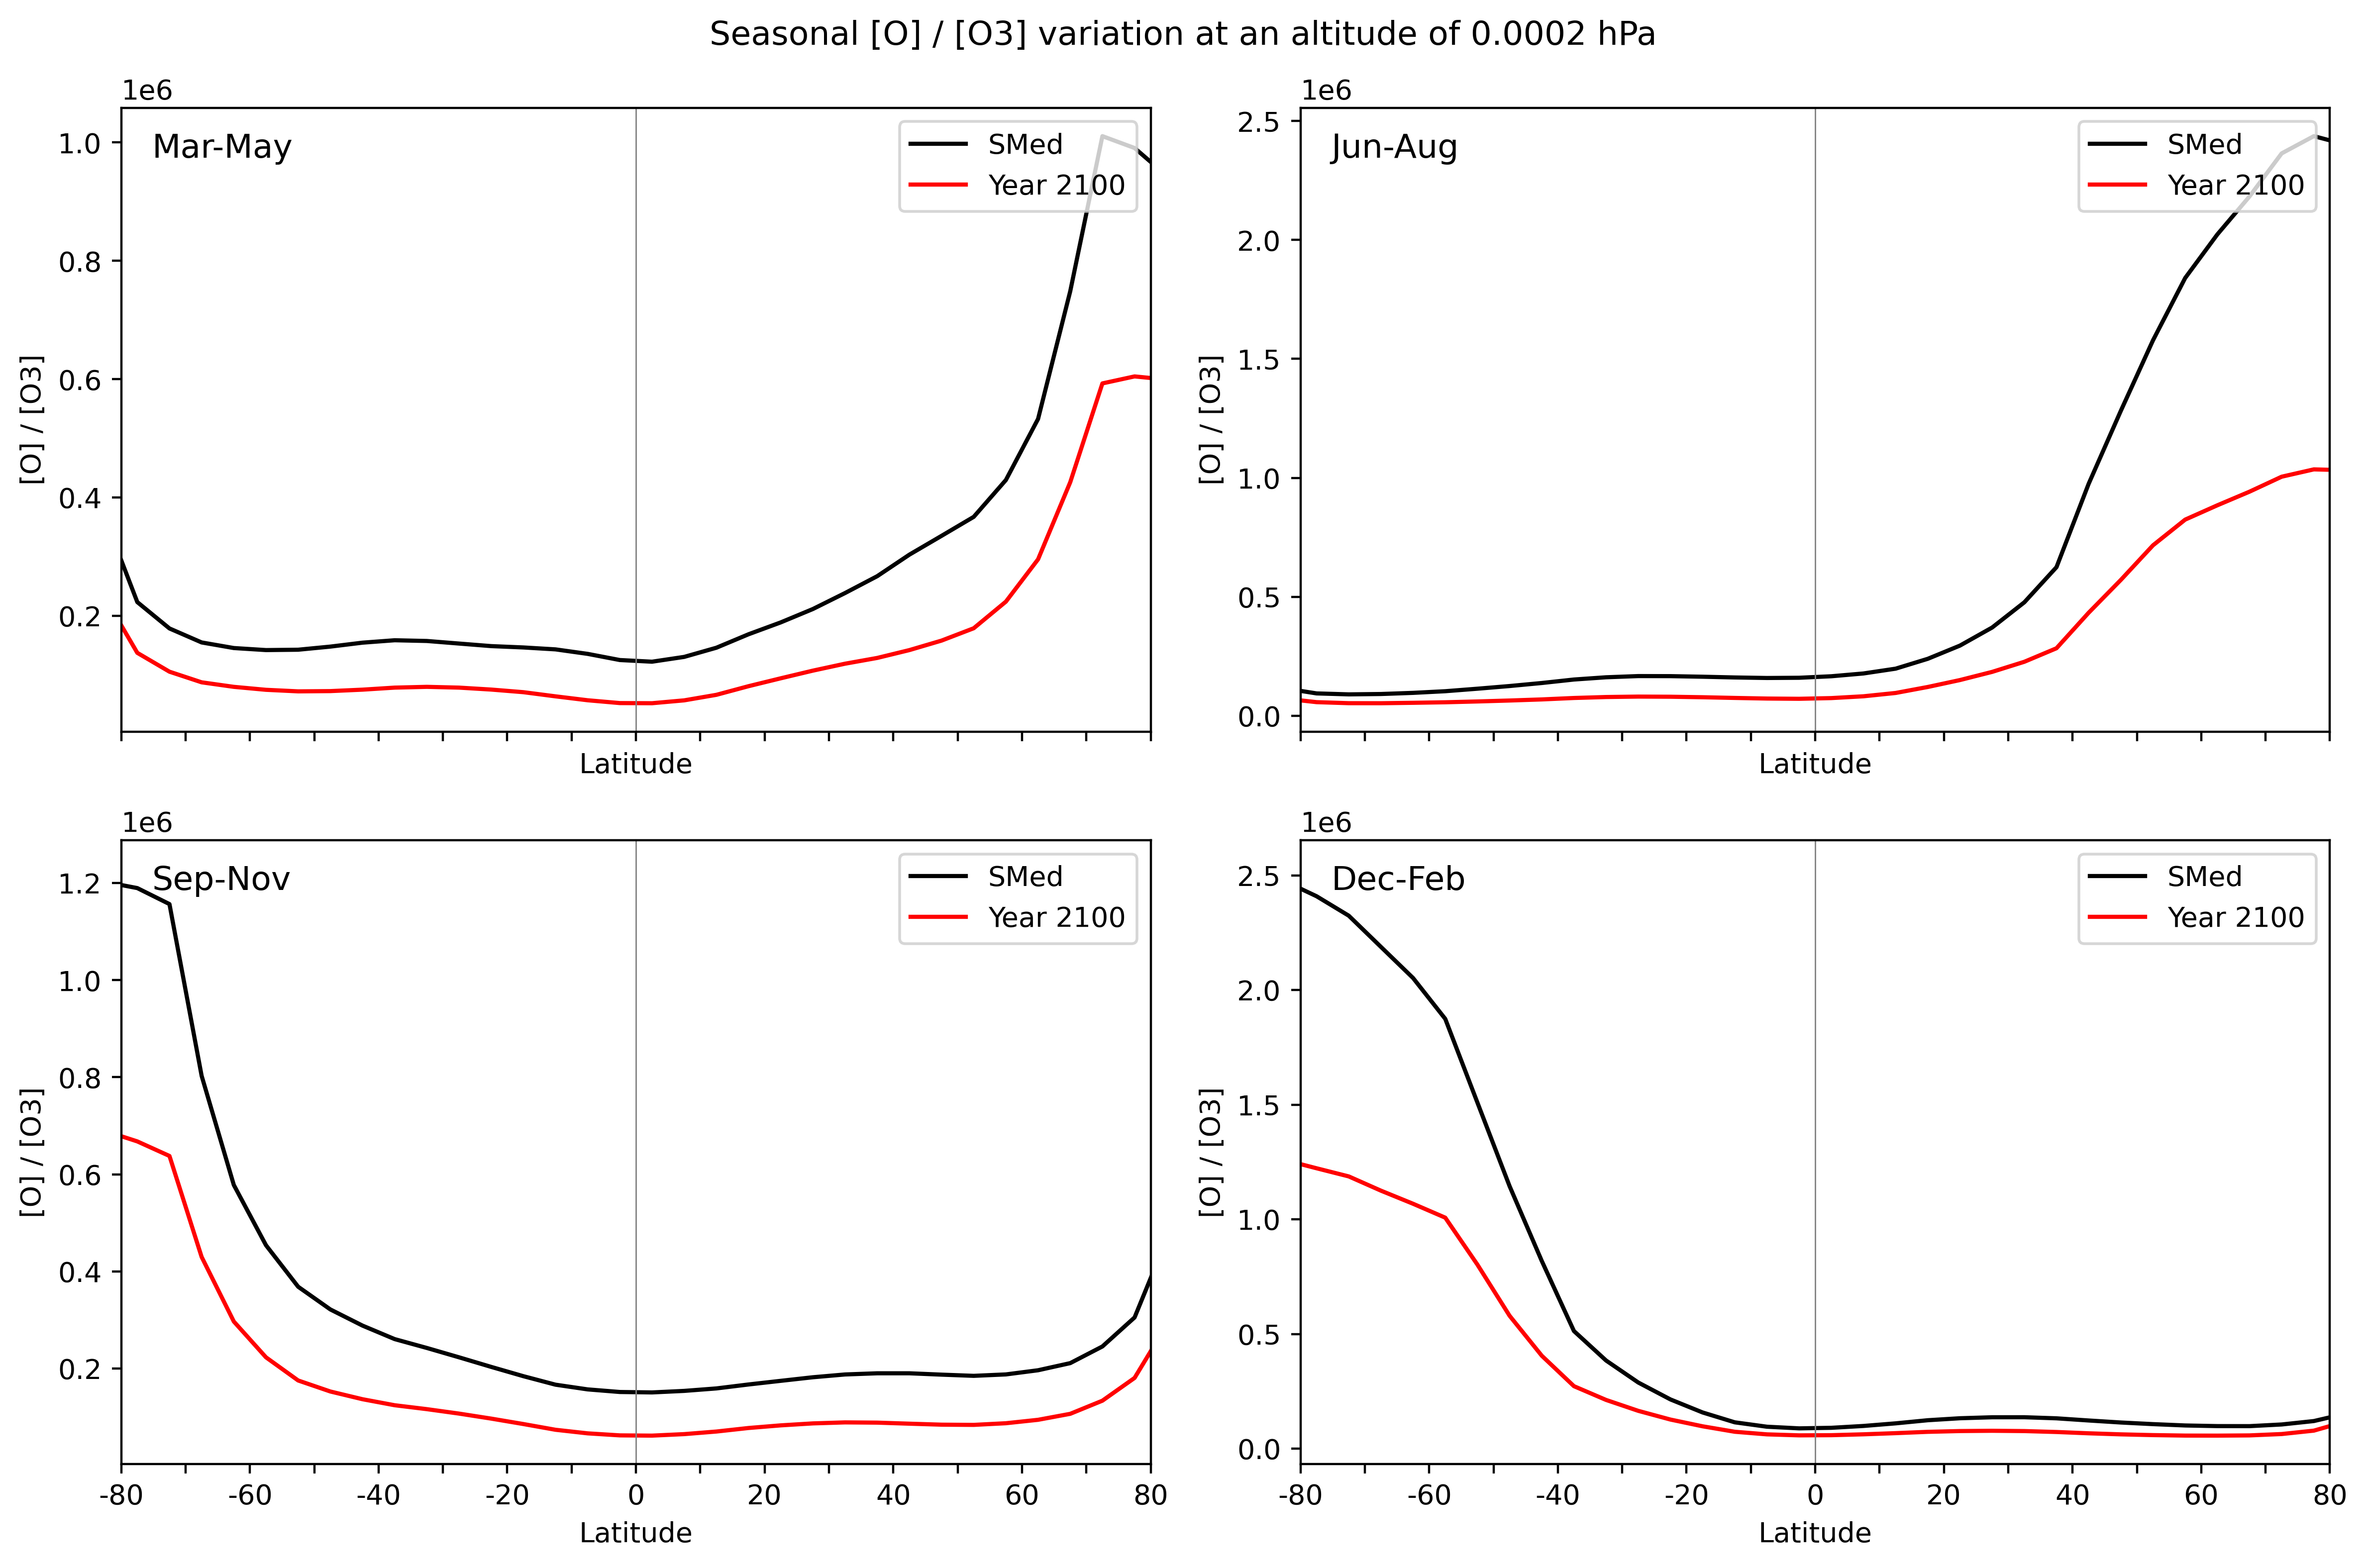 Seasonal [O] / [O3] variation at an altitude of 0.0002 hPa
1e6
Mar-May
SMed
Year 2100
1.0
0.8
0.6
0.4
0.2
[O] / [O3]
Latitude
1e6
Jun-Aug
SMed
Year 2100
2.5
2.0
1.5
1.0
0.5
0.0
[O] / [O3]
Latitude
1e6
Sep-Nov
SMed
Year 2100
1.2
1.0
0.8
0.6
0.4
0.2
[O] / [O3]
-80 -60 -40 -20 0 20 40 60 80
Latitude
1e6
Dec-Feb
SMed
Year 2100
2.5
2.0
1.5
1.0
0.5
0.0
[O] / [O3]
-80 -60 -40 -20 0 20 40 60 80
Latitude